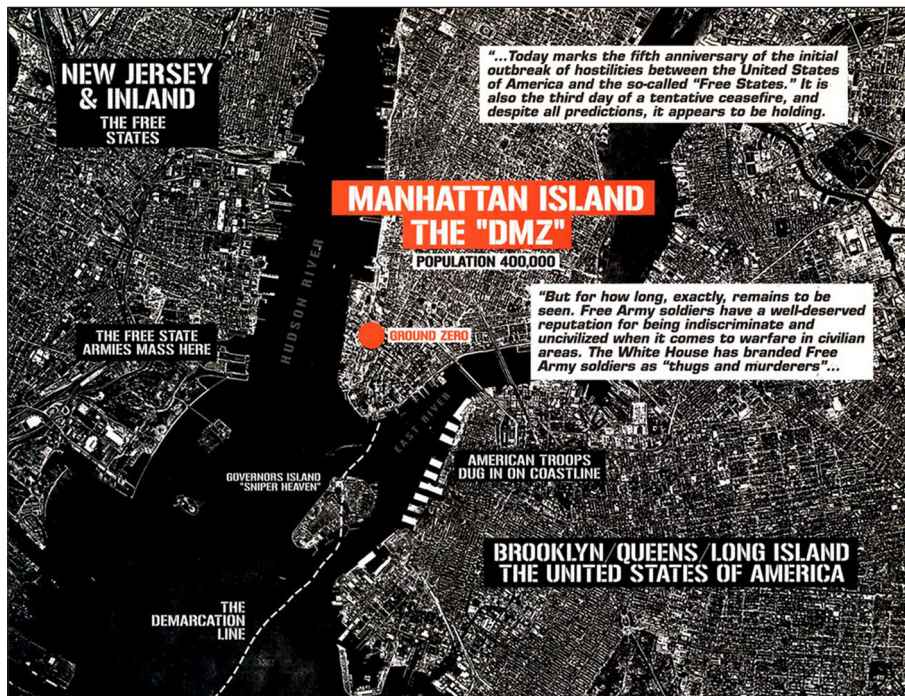 NEW JERSEY
& INLAND
THE FREE
STATES
"...Today marks the fifth anniversary of the initial
outbreak of hostilities between the United States
of America and the so-called "Free States." It is
also the third day of a tentative ceasefire, and
despite all predictions, it appears to be holding.
MANHATTAN ISLAND
THE "DMZ"
POPULATION 400,000
HUDSON RIVER
"But for how long, exactly, remains to be
seen. Free Army soldiers have a well-deserved
reputation for being indiscriminate and
uncivilized when it comes to warfare in civilian
areas. The White House has branded Free
Army soldiers as "thugs and murderers"...
THE FREE STATE
ARMIES MASS HERE
GROUND ZERO
EAST RIVER
AMERICAN TROOPS
DUG IN ON COASTLINE
GOVERNORS ISLAND
"SNIPER HEAVEN"
BROOKLYN/QUEENS/LONG ISLAND
THE UNITED STATES OF AMERICA
THE
DEMARCATION
LINE